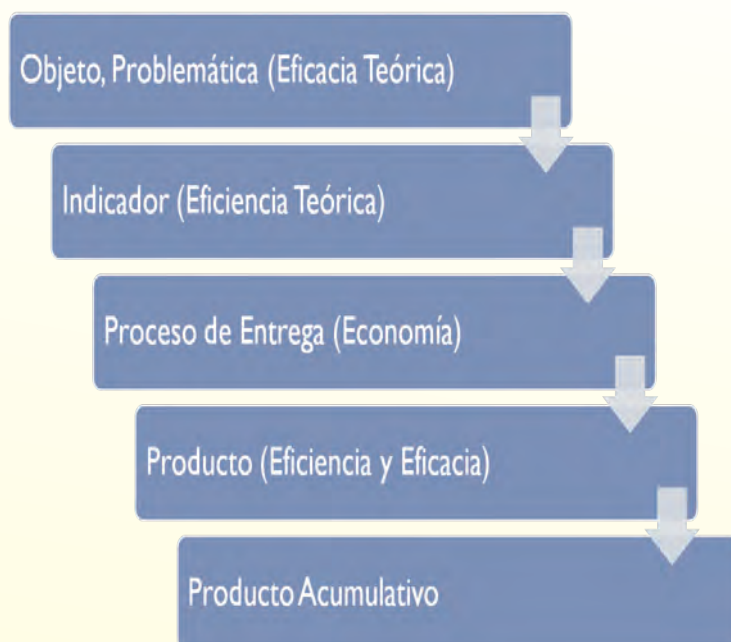 Objeto, Problemática (Eficacia Teórica)
Indicador (Eficiencia Teórica)
Proceso de Entrega (Economía)
Producto (Eficiencia y Eficacia)
Producto Acumulativo